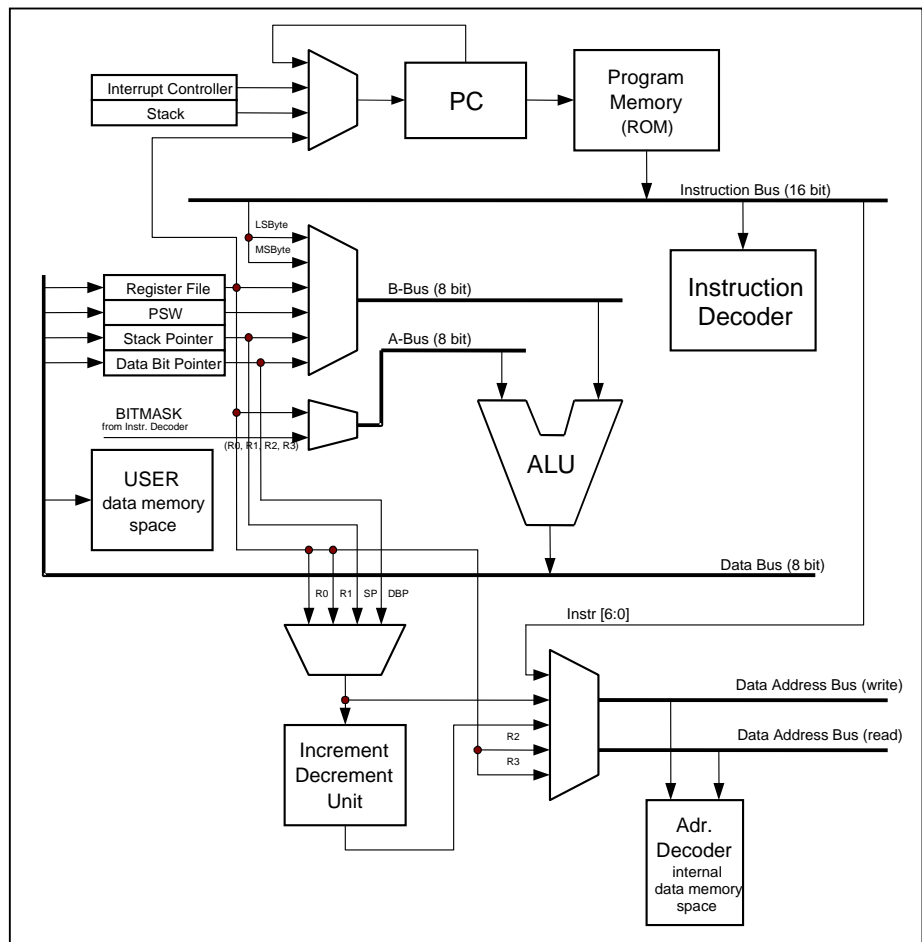 Interrupt Controller
Stack
PC
Program
Memory
(ROM)
Instruction Bus (16 bit)
LSByte
MSByte
Register File
PSW
Stack Pointer
Data Bit Pointer
B-Bus (8 bit)
A-Bus (8 bit)
Instruction
Decoder
BITMASK
from Instr. Decoder
(R0, R1, R2, R3)
ALU
USER
data memory
space
Data Bus (8 bit)
R0
R1
SP
DBP
Instr [6:0]
Data Address Bus (write)
Data Address Bus (read)
R2
R3
Increment
Decrement
Unit
Adr.
Decoder
internal
data memory
space